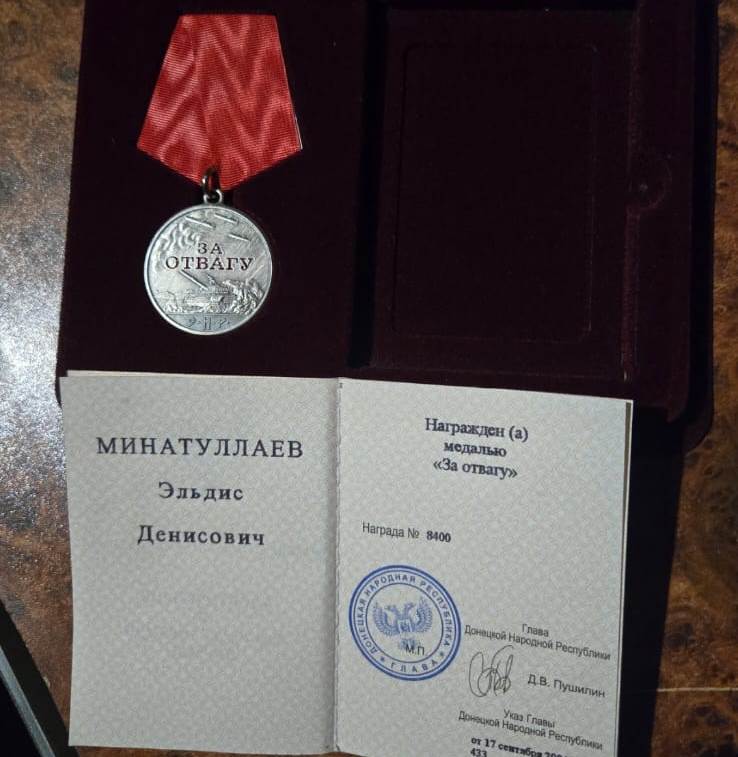 ЗА
ОТВАГУ
МИНАТУЛЛАЕВ
Эльдис
Денисович
Награжден (а)
медалью
«За отвагу»
Награда № 8400
ДОНЕЦКАЯ НАРОДНАЯ РЕСПУБЛИКА
ГЛАВА
М.П.
Глава
Донецкой Народной Республики
Д.В. Пушилин
Указ Главы
Донецкой Народной Республики
от 17 сентября
433